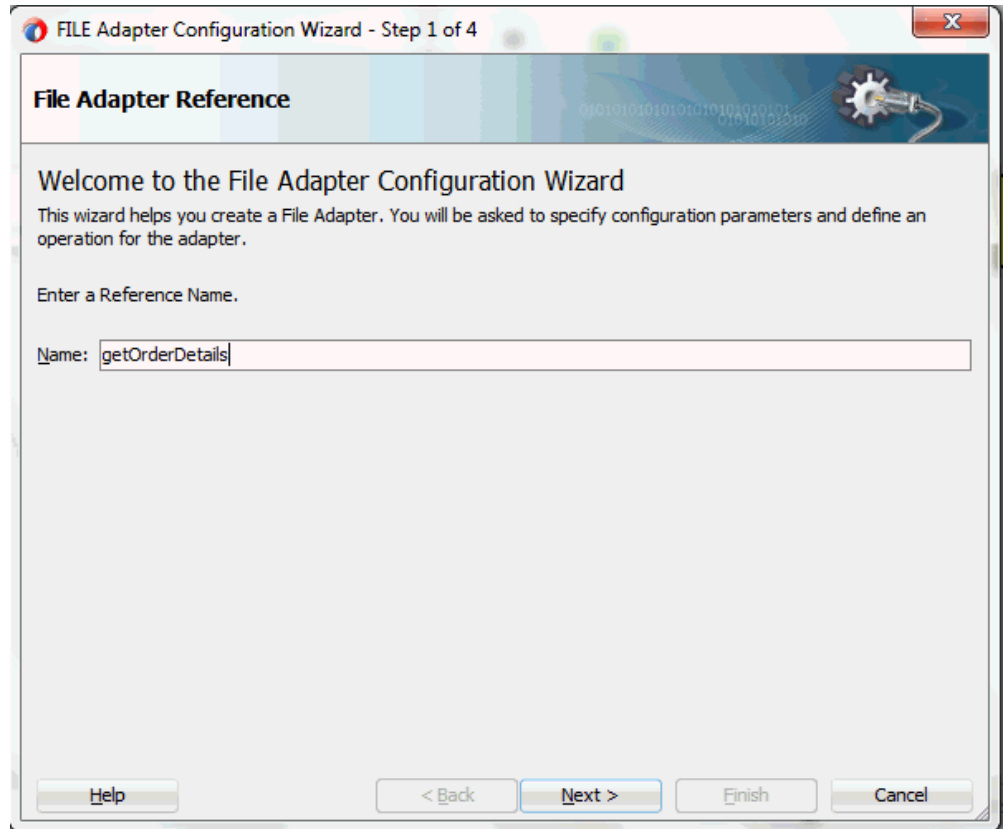 FILE Adapter Configuration Wizard - Step 1 of 4
File Adapter Reference
Welcome to the File Adapter Configuration Wizard
This wizard helps you create a File Adapter. You will be asked to specify configuration parameters and define an
operation for the adapter.
Enter a Reference Name.
Name: getOrderDetails
Help < Back Next > Finish Cancel